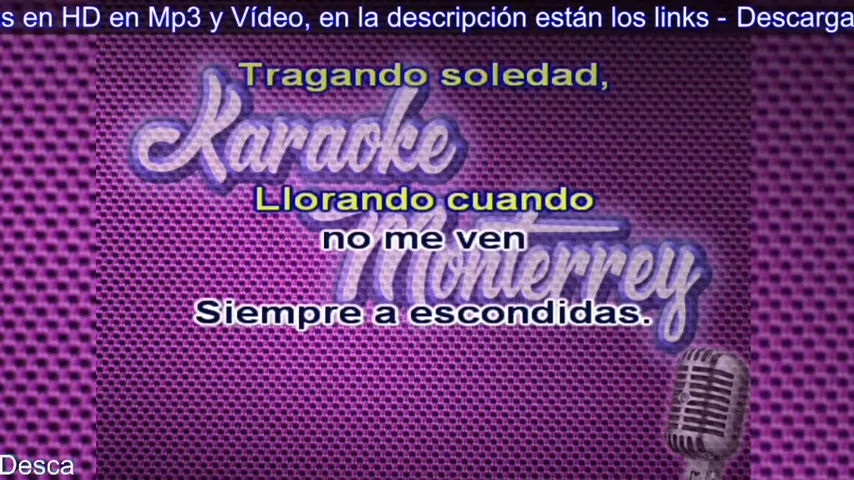 s en HD en Mp3 y Vídeo, en la descripción están los links - Descarga
Tragando soledad,
Karaoke
Llorando cuando
no me ven
Monterrey
Siempre a escondidas.
Desca